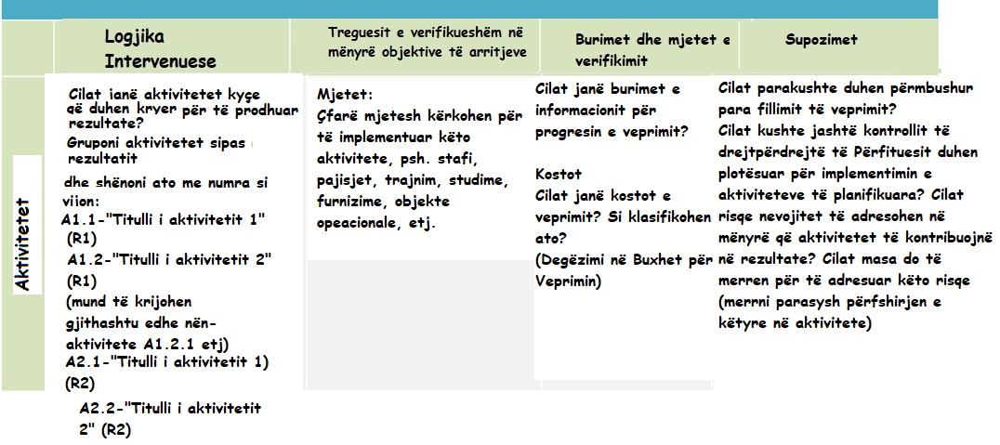 Logjika
Intervenuese
Treguesit e verifikueshëm në
mënyrë objektive të arritjeve
Burimet dhe mjetet e
verifikimit
Supozimet
Aktivitetet
Cilat janë aktivitetet kyçe
që duhen kryer për të prodhuar
rezultate?
Gruponi aktivitetet sipas
rezultatit
dhe shënoni ato me numra si
vijon:
A1.1-"Titulli i aktivitetit 1"
(R1)
A1.2-"Titulli i aktivitetit 2"
(R1)
(mund të krijohen
gjithashtu edhe nën-
aktivitete A1.2.1 etj)
A2.1-"Titulli i aktivitetit 1)
(R2)
A2.2-"Titulli i aktivitetit
2" (R2)
Mjetet:
Çfarë mjetesh kërkohen për
të implementuar këto
aktivitete, psh. stafi,
pajisjet, trajnim, studime,
furnizime, objekte
opeacionale, etj.
Cilat janë burimet e
informacionit për
progresin e veprimit?
Kostot
Cilat janë kostot e
veprimit? Si klasifikohen
ato?
(Degëzimi në Buxhet për
Veprimin)
Cilat parakushte duhen përmbushur
para fillimit të veprimit?
Cilat kushte jashtë kontrollit të
drejtpërdrejtë të Përfituesit duhen
plotësuar për implementimin e
aktiviteteve të planifikuara? Cilat
risqe nevojitet të adresohen në
mënyrë që aktivitetet të kontribuojnë
në rezultate? Cilat masa do të
merren për të adresuar këto risqe
(merrni parasysh përfshirjen e
këtyre në aktivitete)